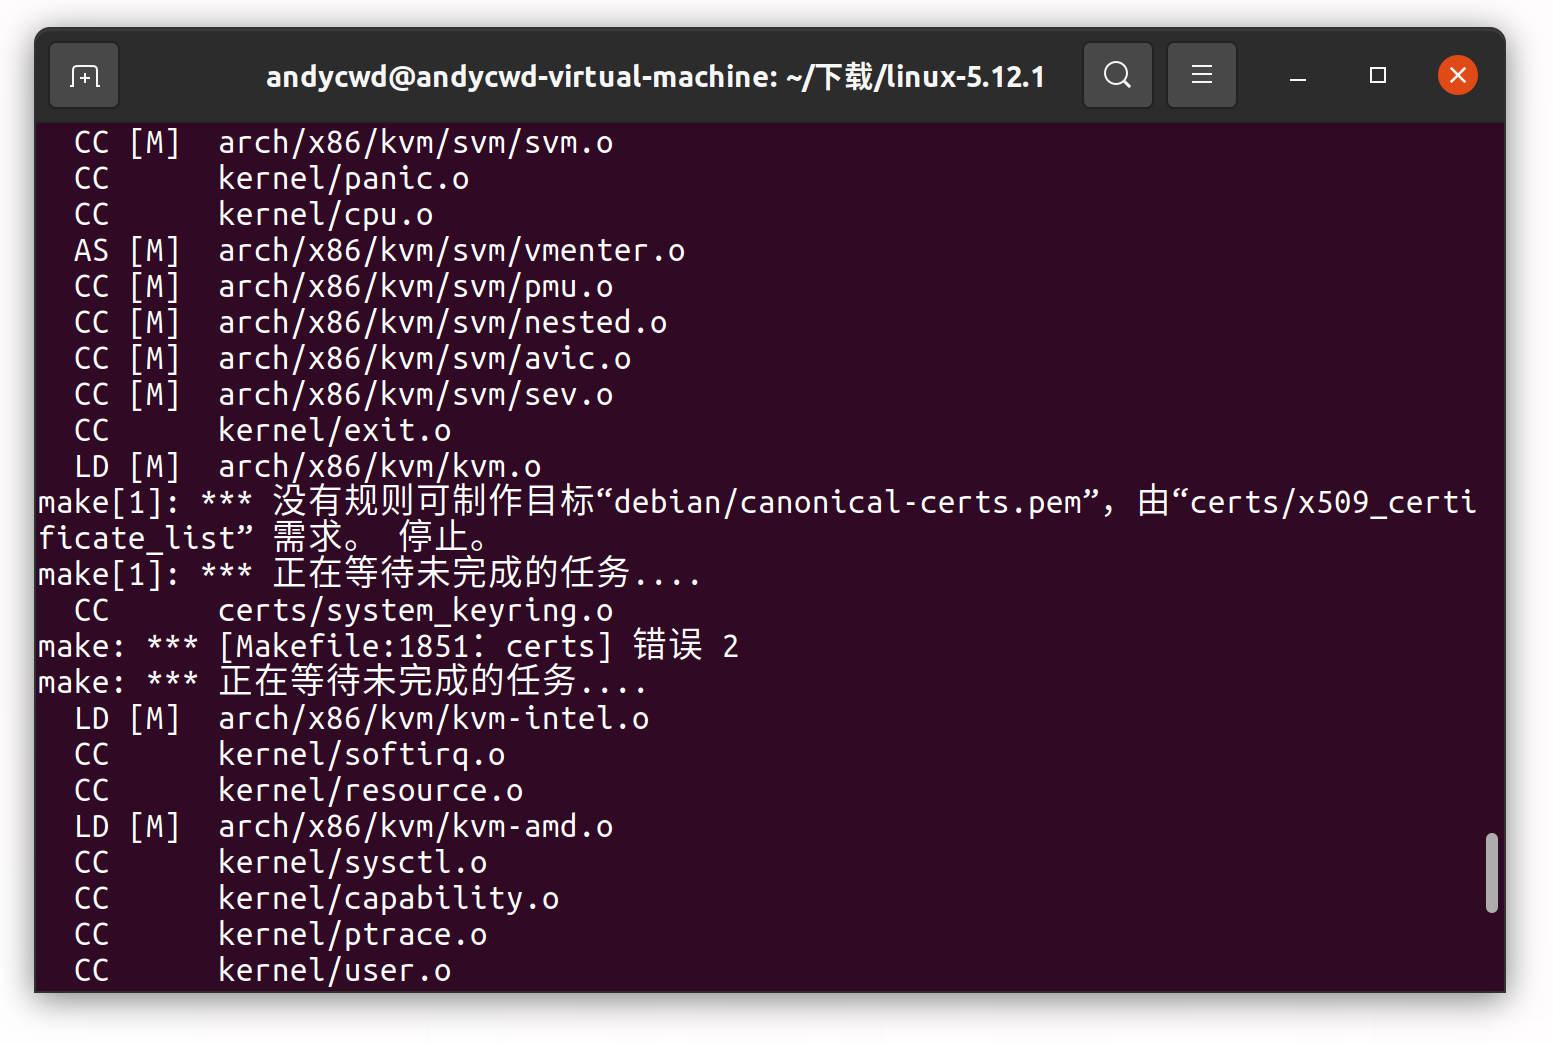 andycwd@andycwd-virtual-machine: ~/下载/linux-5.12.1
CC [M]  arch/x86/kvm/svm/svm.o
CC      kernel/panic.o
CC      kernel/cpu.o
AS [M]  arch/x86/kvm/svm/vmenter.o
CC [M]  arch/x86/kvm/svm/pmu.o
CC [M]  arch/x86/kvm/svm/nested.o
CC [M]  arch/x86/kvm/svm/avic.o
CC [M]  arch/x86/kvm/svm/sev.o
CC      kernel/exit.o
LD [M]  arch/x86/kvm/kvm.o
make[1]: *** 没有规则可制作目标“debian/canonical-certs.pem”，由“certs/x509_certi
ficate_list” 需求。 停止。
make[1]: *** 正在等待未完成的任务....
CC      certs/system_keyring.o
make: *** [Makefile:1851：certs] 错误 2
make: *** 正在等待未完成的任务....
LD [M]  arch/x86/kvm/kvm-intel.o
CC      kernel/softirq.o
CC      kernel/resource.o
LD [M]  arch/x86/kvm/kvm-amd.o
CC      kernel/sysctl.o
CC      kernel/capability.o
CC      kernel/ptrace.o
CC      kernel/user.o